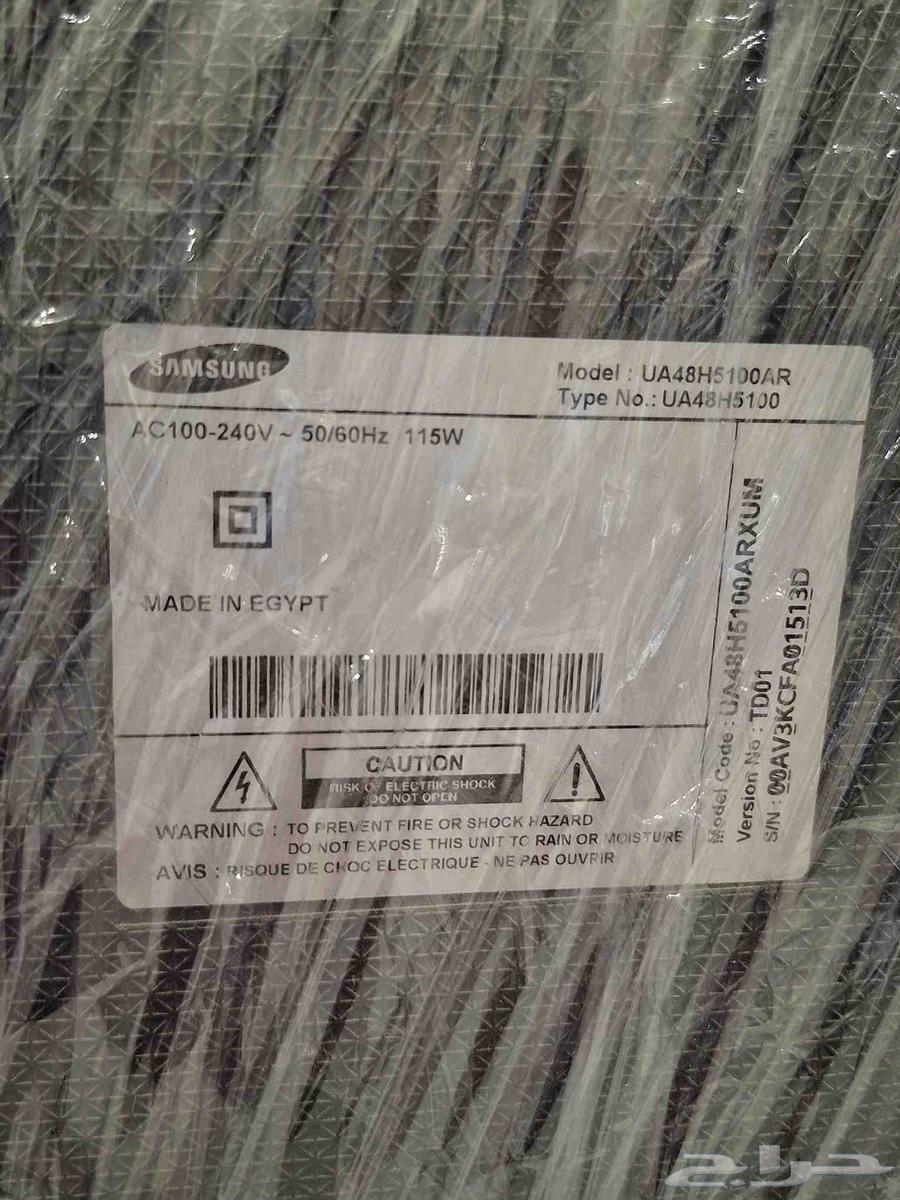 SAMSUNG
Model : UA48H5100AR
Type No.: UA48H5100
AC100-240V ~ 50/60Hz 115W
MADE IN EGYPT
CAUTION
RISK OF ELECTRIC SHOCK
DO NOT OPEN
WARNING : TO PREVENT FIRE OR SHOCK HAZARD
DO NOT EXPOSE THIS UNIT TO RAIN OR MOISTURE
AVIS : RISQUE DE CHOC ELECTRIQUE - NE PAS OUVRIR
Model Code : UA48H5100ARXUM
Version No : TD01
S/N : 00AV3KCFA01513D
حراج